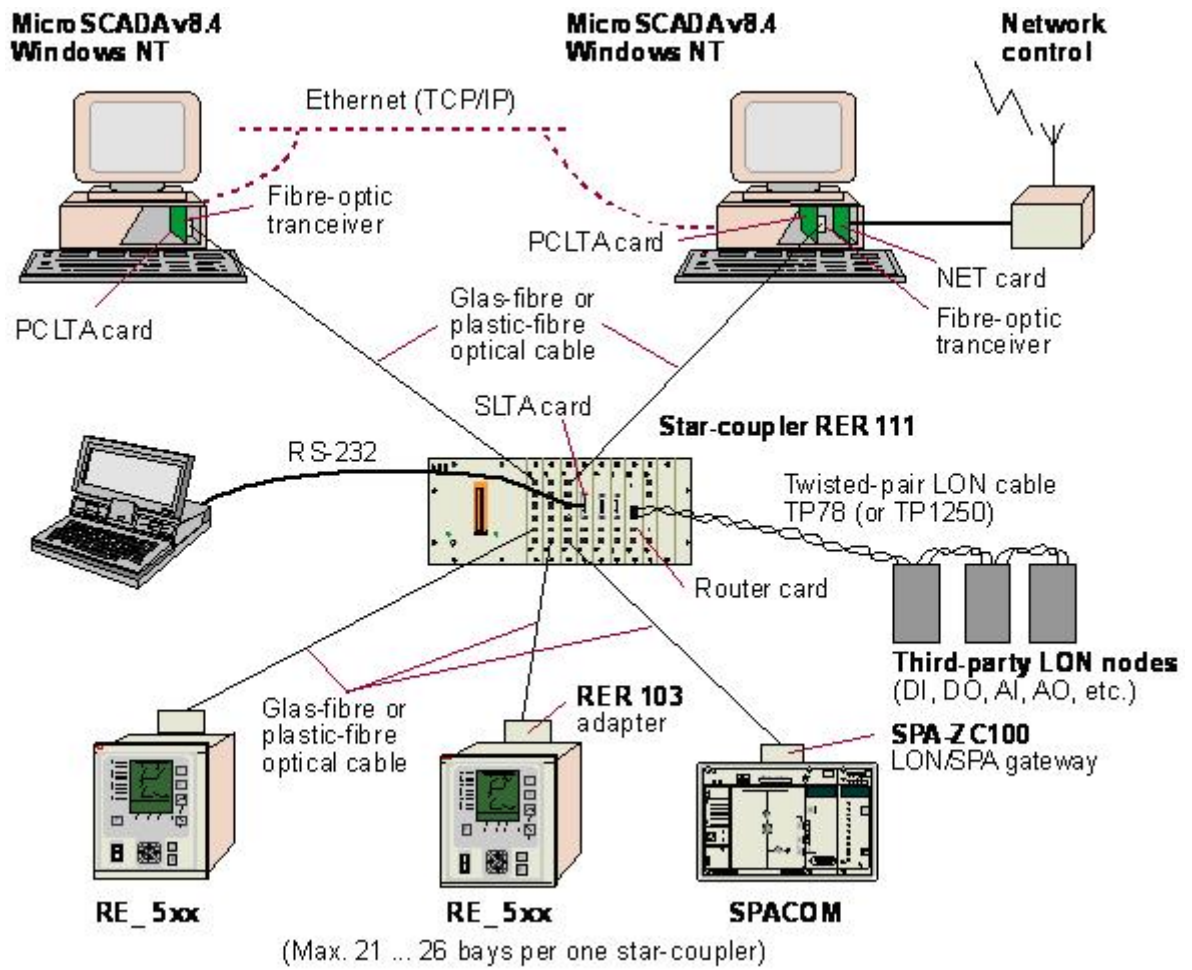 MicroSCADA v8.4
Windows NT
MicroSCADA v8.4
Windows NT
Network
control
Ethernet (TCP/IP)
Fibre-optic
tranceiver
PCLTA card
PCLTA card
NET card
Fibre-optic
tranceiver
Glas-fibre or
plastic-fibre
optical cable
SLTA card
Star-coupler RER 111
RS-232
Twisted-pair LON cable
TP78 (or TP1250)
Router card
Third-party LON nodes
(DI, DO, AI, AO, etc.)
Glas-fibre or
plastic-fibre
optical cable
RER 103
adapter
SPA-ZC100
LON/SPA gateway
RE_ 5xx
RE_ 5xx
SPACOM
(Max. 21 ... 26 bays per one star-coupler)